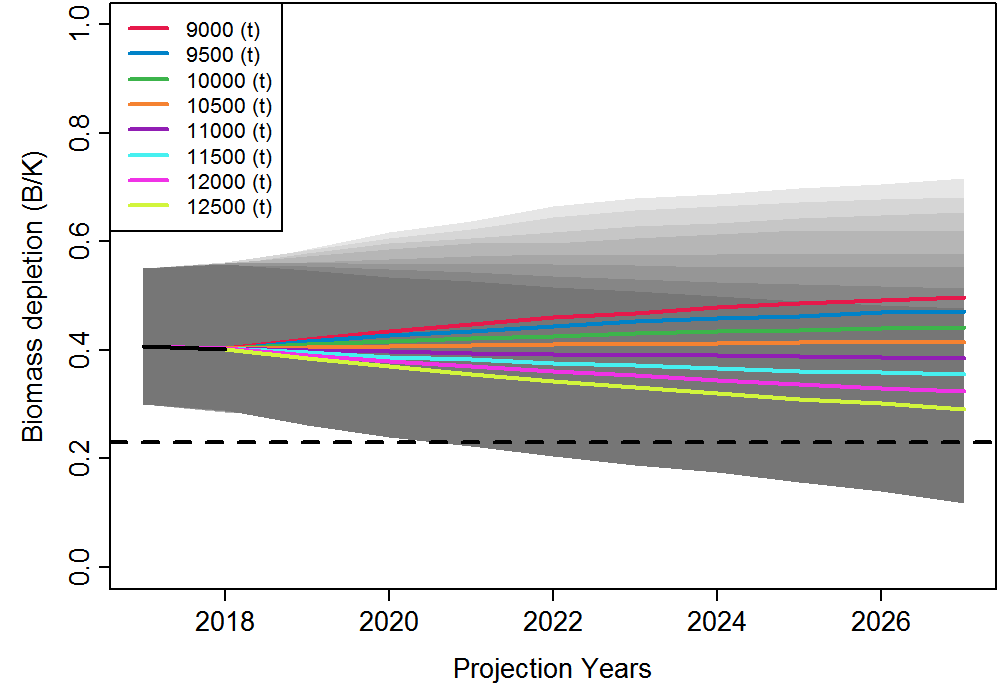 9000 (t)
9500 (t)
10000 (t)
10500 (t)
11000 (t)
11500 (t)
12000 (t)
12500 (t)
Biomass depletion (B/K)
1.0
0.8
0.6
0.4
0.2
0.0
2018 2020 2022 2024 2026
Projection Years